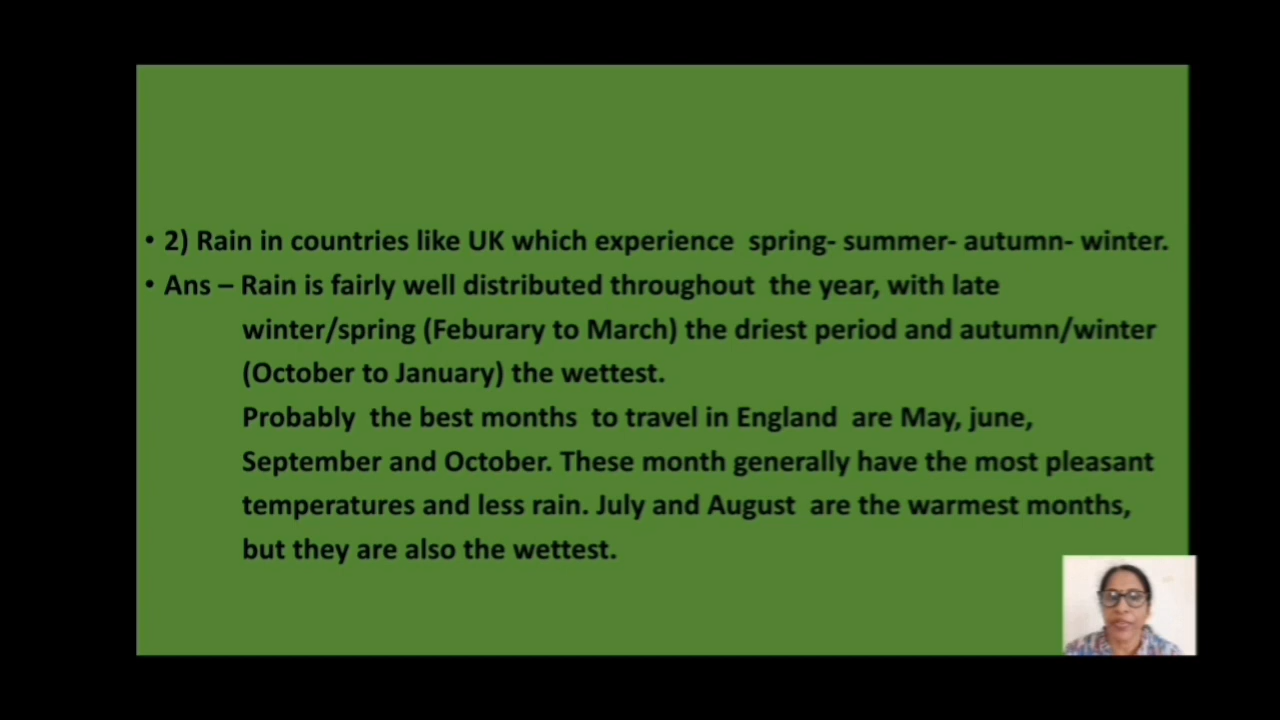 • 2) Rain in countries like UK which experience spring- summer- autumn- winter.
• Ans – Rain is fairly well distributed throughout the year, with late
winter/spring (Feburary to March) the driest period and autumn/winter
(October to January) the wettest.
Probably the best months to travel in England are May, june,
September and October. These month generally have the most pleasant
temperatures and less rain. July and August are the warmest months,
but they are also the wettest.